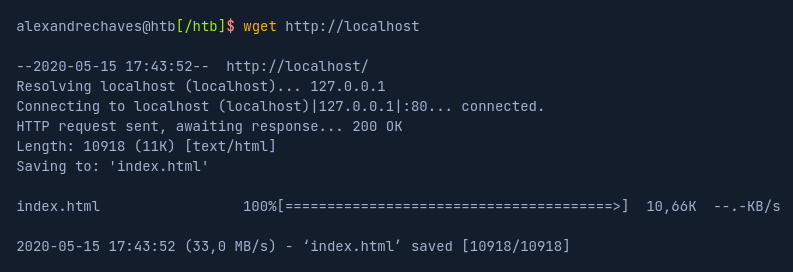 alexandrechaves@htb[/htb]$ wget http://localhost
--2020-05-15 17:43:52--  http://localhost/
Resolving localhost (localhost)... 127.0.0.1
Connecting to localhost (localhost)|127.0.0.1|:80... connected.
HTTP request sent, awaiting response... 200 OK
Length: 10918 (11K) [text/html]
Saving to: 'index.html'
index.html                 100%[=======================================>]  10,66K  --.-KB/s
2020-05-15 17:43:52 (33,0 MB/s) - ‘index.html’ saved [10918/10918]